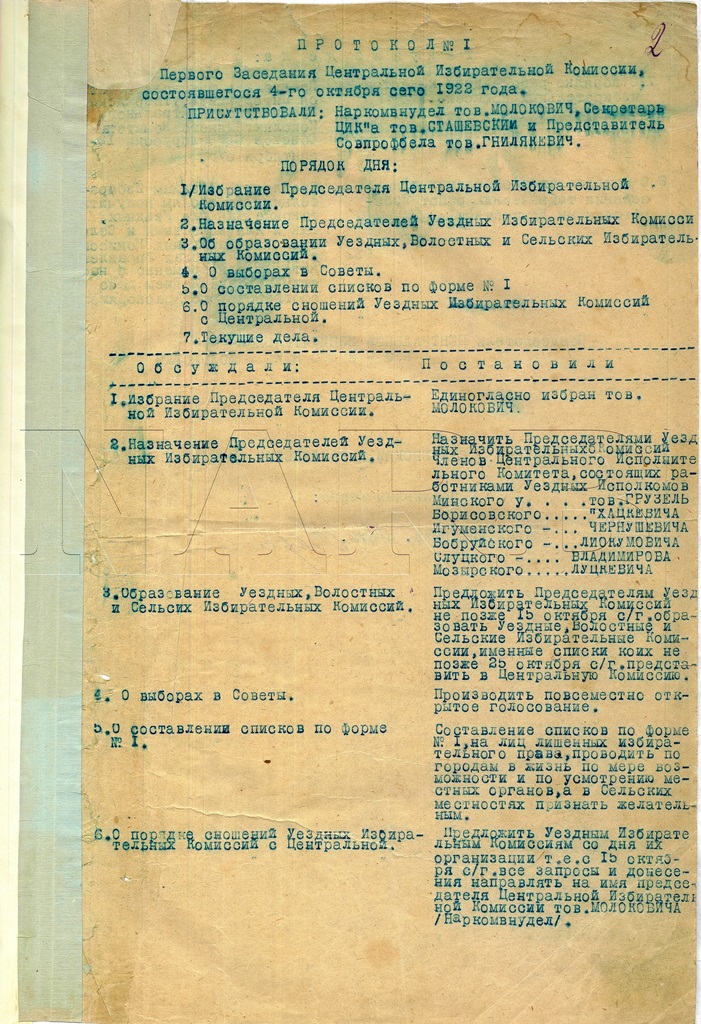 2
П Р О Т О К О Л № I
Первого Заседания Центральной Избирательной Комиссии,
состоявшегося 4-го октября сего 1922 года.
ПРИСУТСТВОВАЛИ: Наркомвнудел тов.МОЛОКОВИЧ,Секретарь
ЦИК"а тов.СТАШЕВСКИМ и Представитель
Совпрофбела тов.ГНИЛЯКЕВИЧ.
ПОРЯДОК ДНЯ:
I/Избрание Председателя Центральной Избирательной
Комиссии.
2.Назначение Председателей Уездных Избирательных Комисси
3.Об образовании Уездных,Волостных и Сельских Избиратель-
ных Комиссий.
4. О выборах в Советы.
5.О составлении списков по форме № I
6.О порядке сношений Уездных Избирательных Комиссий
с Центральной.
7.Текущие дела.
О б с у ж д а л и: П о с т а н о в и л и
I.Избрание Председателя Централь-
ной Избирательной Комиссии.
Единогласно избран тов.
МОЛОКОВИЧ.
2.Назначение Председателей Уезд-
ных Избирательных Комиссий.
Назначить Председателями Уезд
ных Избирательных Комиссий
Членов Центрального Исполните
льного Комитета,состоящих ра-
ботниками Уездных Исполкомов
Минского у. . . .тов.ГРУЗЕЛЬ
Борисовского....."ХАЦКЕВИЧА
Игуменского -... ЧЕРНУШЕВИЧА
Бобруйского -...ЛИОКУМОВИЧА
Слуцкого -.... ВЛАДИМИРОВА
Мозырского.....ЛУЦКЕВИЧА
3.Образование Уездных,Волостных
и Сельсих Избирательных Комиссий.
Предложить Председателям Уезд
ных Избирательных Комиссий
не позже 15 октября с/г.обра-
зовать Уездные,Волостные и
Сельские Избирательные Коми-
ссии,именные списки коих не
позже 25 октября с/г.предста-
вить в Центральную Комиссию.
4. О выборах в Советы.
Производить повсеместно отк-
рытое голосование.
5.О составлении списков по форме
№ I.
Составление списков по форме
№ I,на лиц лишенных избира-
тельного права,проводить по
городам в жизнь по мере воз-
можности и по усмотрению ме-
стных органов,а в Сельских
местностях признать желатель-
ным.
6.О порядке сношений Уездных Избира-
тельных Комиссий с Центральной.
Предложить Уездным Избирате
льным Комиссиям со дня их
организации т.е.с 15 октяб-
ря с/г.все запросы и донесе-
ния направлять на имя предсе-
дателя Центральной Избиратель
ной Комиссии тов.МОЛОКОВИЧА
/Наркомвнудел/.